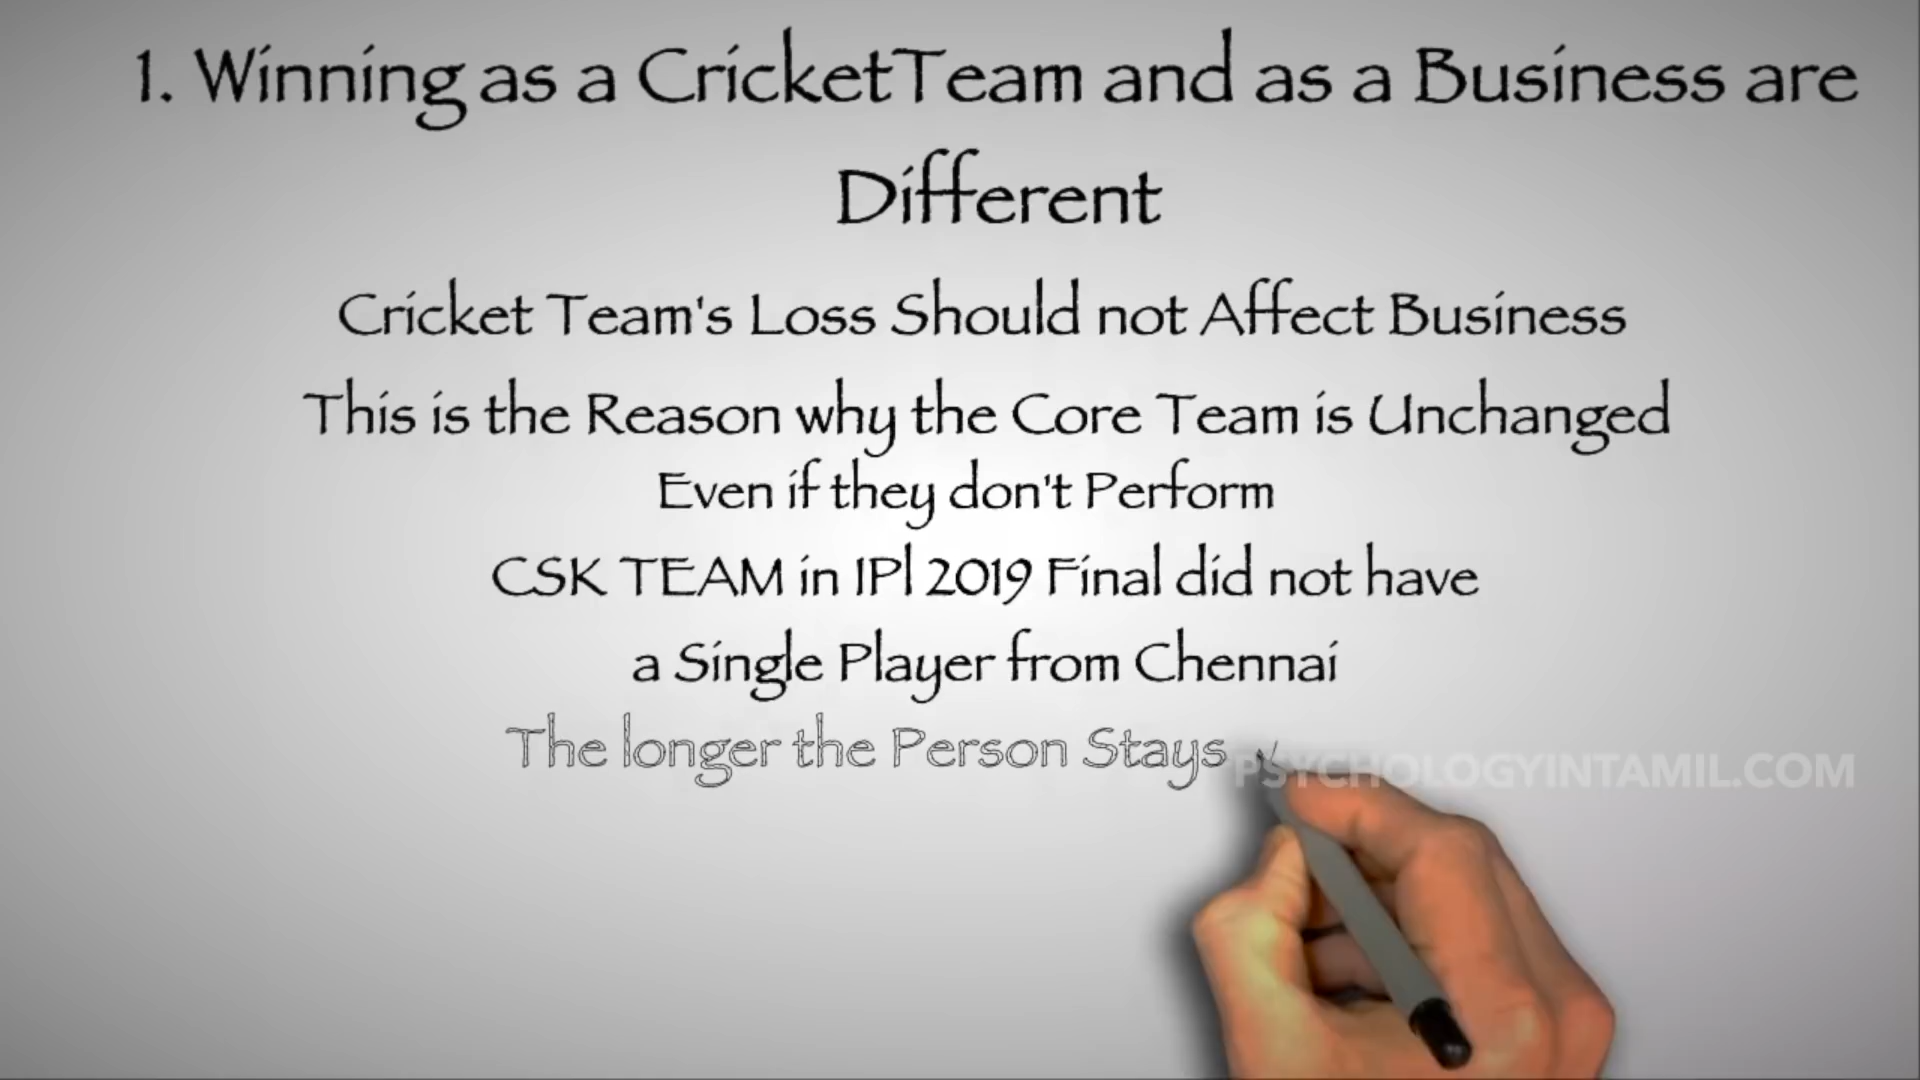 1. Winning as a Cricket Team and as a Business are
Different
Cricket Team's Loss Should not Affect Business
This is the Reason why the Core Team is Unchanged
Even if they don't Perform
CSK TEAM in IPl 2019 Final did not have
a Single Player from Chennai
The longer the Person Stays
PSYCHOLOGYINTAMIL.COM